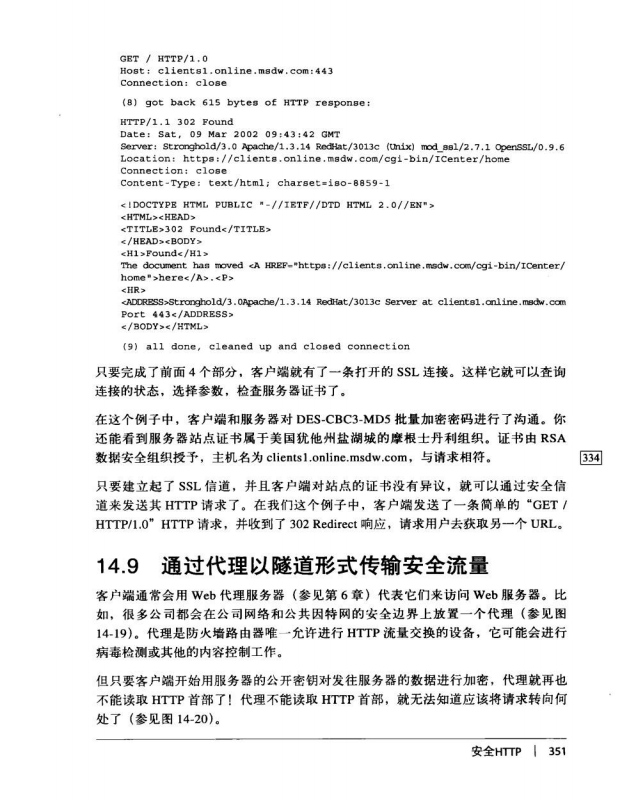 GET / HTTP/1.0
Host: clients1.online.msdw.com:443
Connection: close
(8) got back 615 bytes of HTTP response:
HTTP/1.1 302 Found
Date: Sat, 09 Mar 2002 09:43:42 GMT
Server: Stronghold/3.0 Apache/1.3.14 RedHat/3013c (Unix) mod_ssl/2.7.1 OpenSSL/0.9.6
Location: https://clients.online.msdw.com/cgi-bin/ICenter/home
Connection: close
Content-Type: text/html; charset=iso-8859-1
<!DOCTYPE HTML PUBLIC "-//IETF//DTD HTML 2.0//EN">
<HTML><HEAD>
<TITLE>302 Found</TITLE>
</HEAD><BODY>
<H1>Found</H1>
The document has moved <A HREF="https://clients.online.msdw.com/cgi-bin/ICenter/
home">here</A>.<P>
<HR>
<ADDRESS>Stronghold/3.0Apache/1.3.14 RedHat/3013c Server at clients1.online.msdw.com
Port 443</ADDRESS>
</BODY></HTML>
(9) all done, cleaned up and closed connection
只要完成了前面 4 个部分，客户端就有了一条打开的 SSL 连接。这样它就可以查询
连接的状态，选择参数，检查服务器证书了。
在这个例子中，客户端和服务器对 DES-CBC3-MD5 批量加密密码进行了沟通。你
还能看到服务器站点证书属于美国犹他州盐湖城的摩根士丹利组织。证书由 RSA
数据安全组织授予，主机名为 clients1.online.msdw.com，与请求相符。
334
只要建立起了 SSL 信道，并且客户端对站点的证书没有异议，就可以通过安全信
道来发送其 HTTP 请求了。在我们这个例子中，客户端发送了一条简单的“GET /
HTTP/1.0”HTTP 请求，并收到了 302 Redirect 响应，请求用户去获取另一个 URL。
14.9 通过代理以隧道形式传输安全流量
客户端通常会用 Web 代理服务器（参见第 6 章）代表它们来访问 Web 服务器。比
如，很多公司都会在公司网络和公共因特网的安全边界上放置一个代理（参见图
14-19）。代理是防火墙路由器唯一允许进行 HTTP 流量交换的设备，它可能会进行
病毒检测或其他的内容控制工作。
但只要客户端开始用服务器的公开密钥对发往服务器的数据进行加密，代理就再也
不能读取 HTTP 首部了！代理不能读取 HTTP 首部，就无法知道应该将请求转向何
处了（参见图 14-20）。
安全HTTP | 351